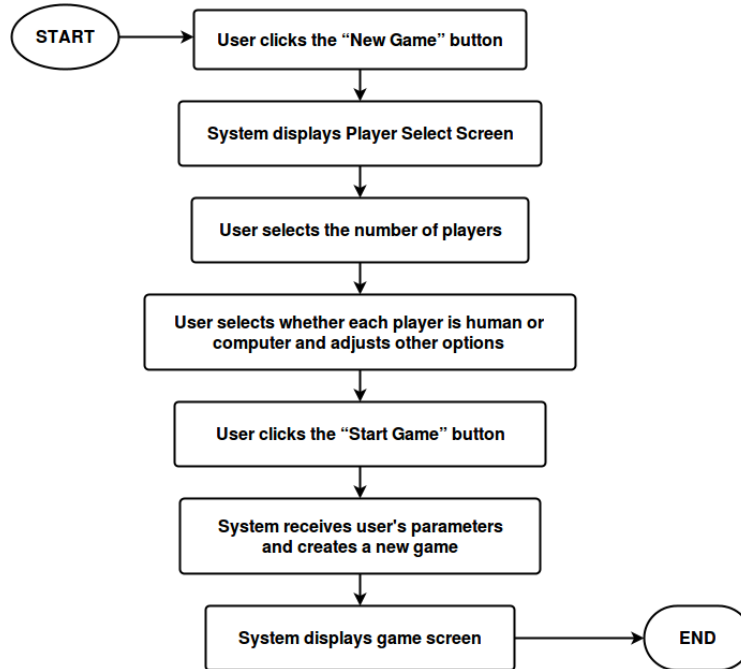 START
User clicks the “New Game” button
System displays Player Select Screen
User selects the number of players
User selects whether each player is human or
computer and adjusts other options
User clicks the “Start Game” button
System receives user's parameters
and creates a new game
System displays game screen
END